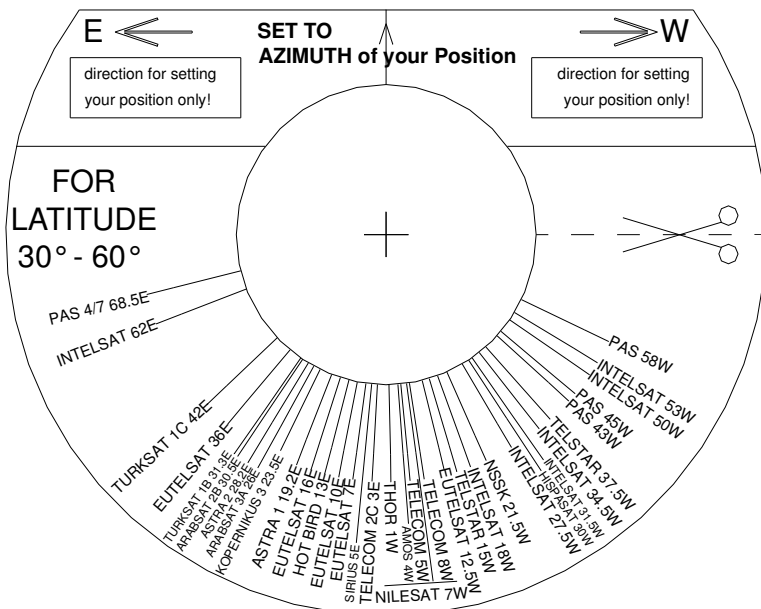 E
SET TO
AZIMUTH of your Position
W
direction for setting
your position only!
direction for setting
your position only!
FOR
LATITUDE
30° - 60°
PAS 4/7 68.5E
INTELSAT 62E
TURKSAT 1C 42E
EUTELSAT 36E
TURKSAT 1B 31.3E
ARABSAT 2B 30.5E
ASTRA 2 28.2E
ARABSAT 3A 26E
KOPERNIKUS 3 23.5E
ASTRA 1 19.2E
EUTELSAT 16E
HOT BIRD 13E
EUTELSAT 10E
EUTELSAT 7E
SIRIUS 5E
TELECOM 2C 3E
THOR 1W
AMOS 4W
TELECOM 5W
NILESAT 7W
TELECOM 8W
EUTELSAT 12.5W
TELSTAR 15W
INTELSAT 18W
NSSK 21.5W
INTELSAT 27.5W
HISPASAT 30W
INTELSAT 31.5W
INTELSAT 34.5W
TELSTAR 37.5W
PAS 43W
PAS 45W
INTELSAT 50W
INTELSAT 53W
PAS 58W